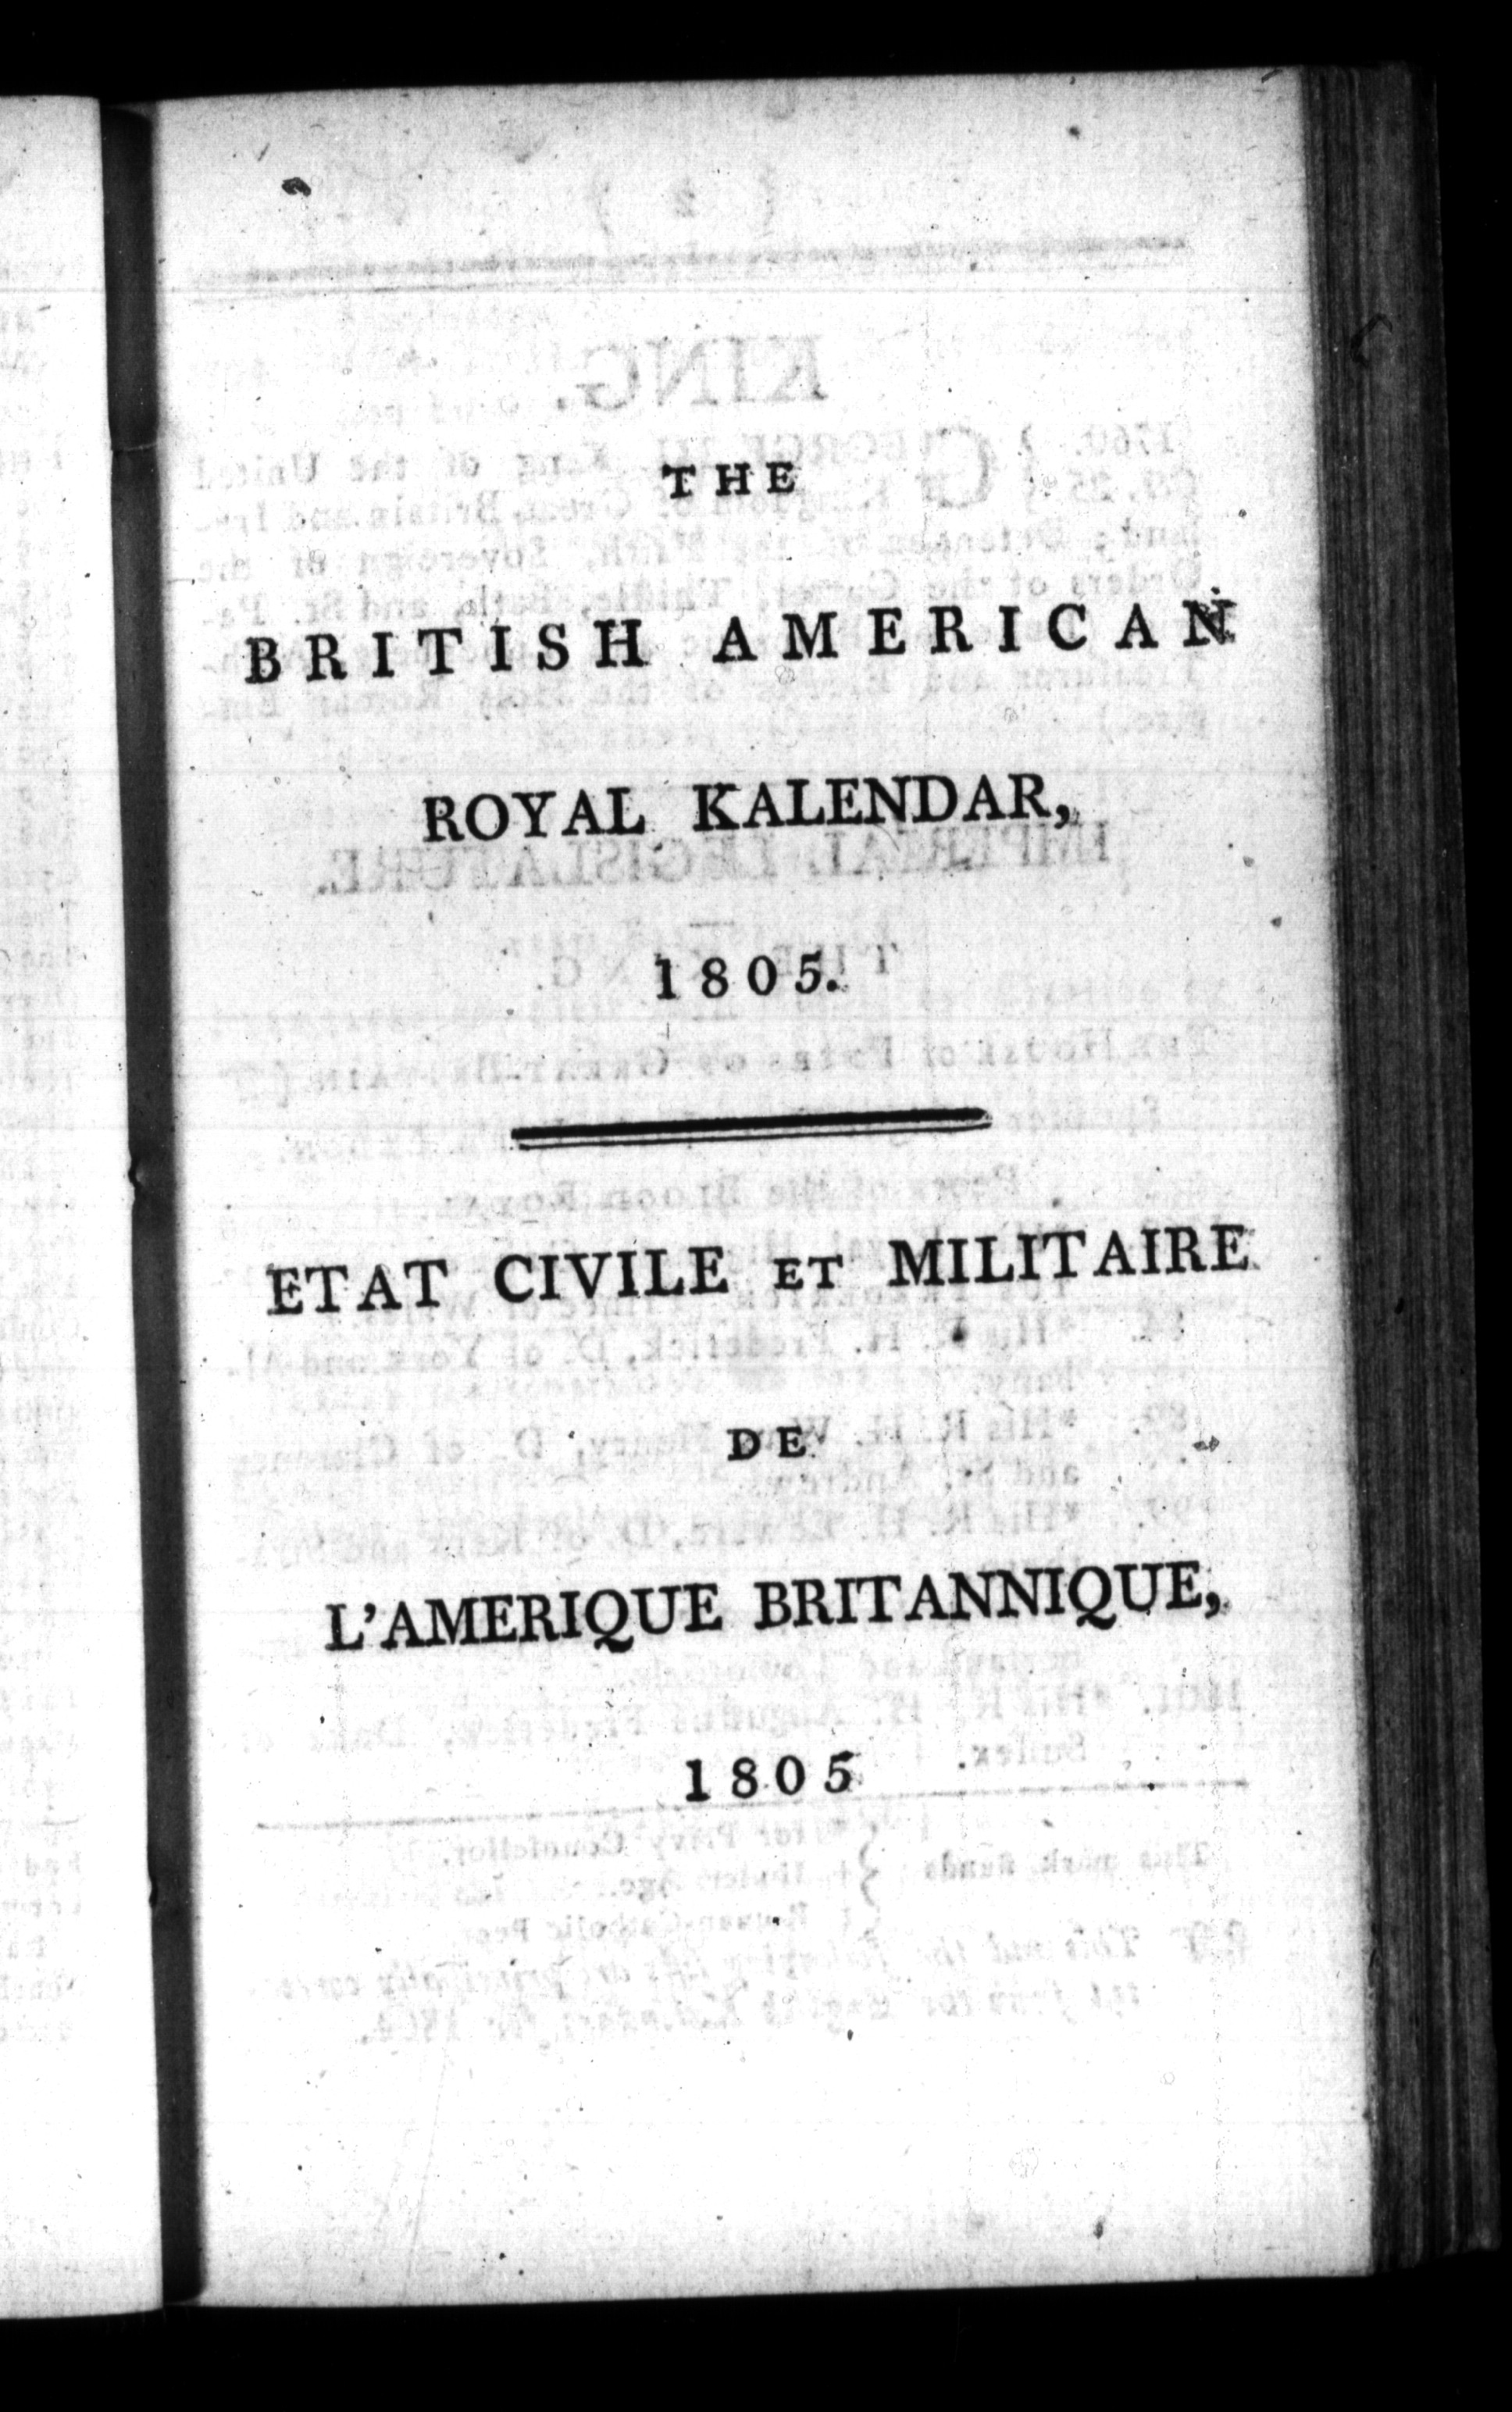 THE
BRITISH AMERICAN
ROYAL KALENDAR,
1805.
ETAT CIVILE ET MILITAIRE
DE
L'AMERIQUE BRITANNIQUE,
1805